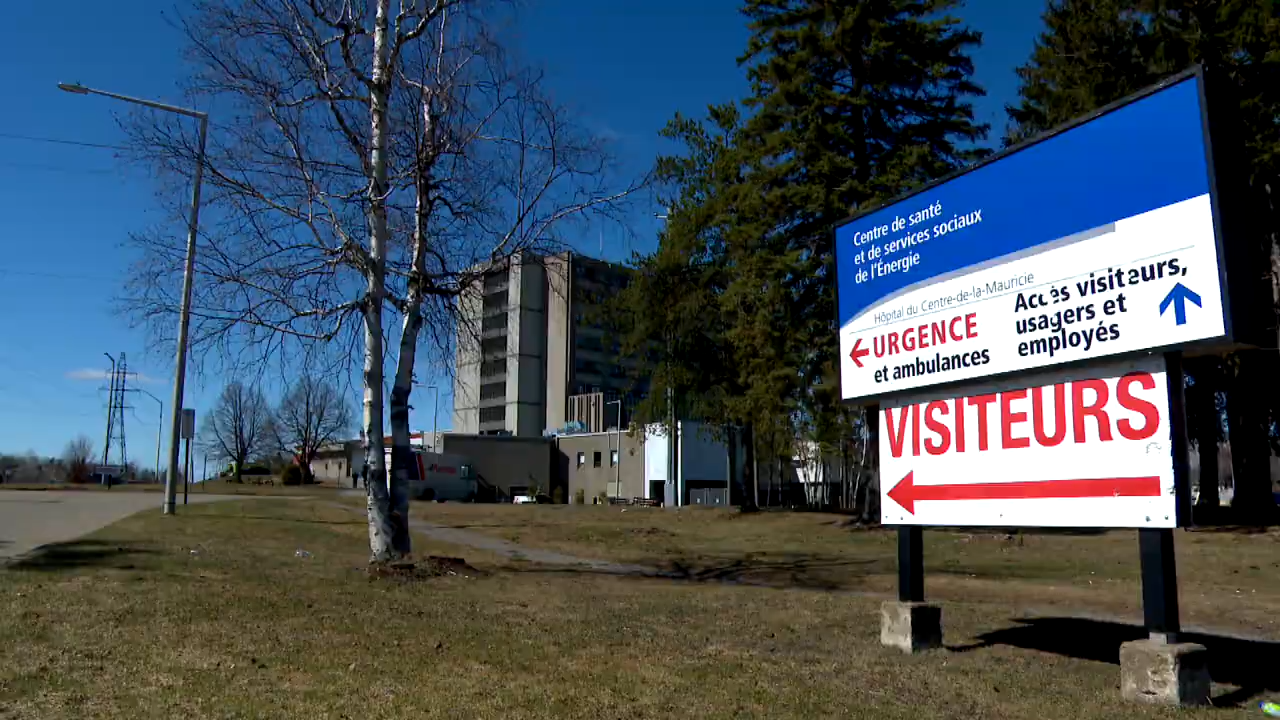 Centre de santé
et de services sociaux
de l'Énergie
Hôpital du Centre-de-la-Mauricie
URGENCE
et ambulances
Accès visiteurs,
usagers et
employés
VISITEURS